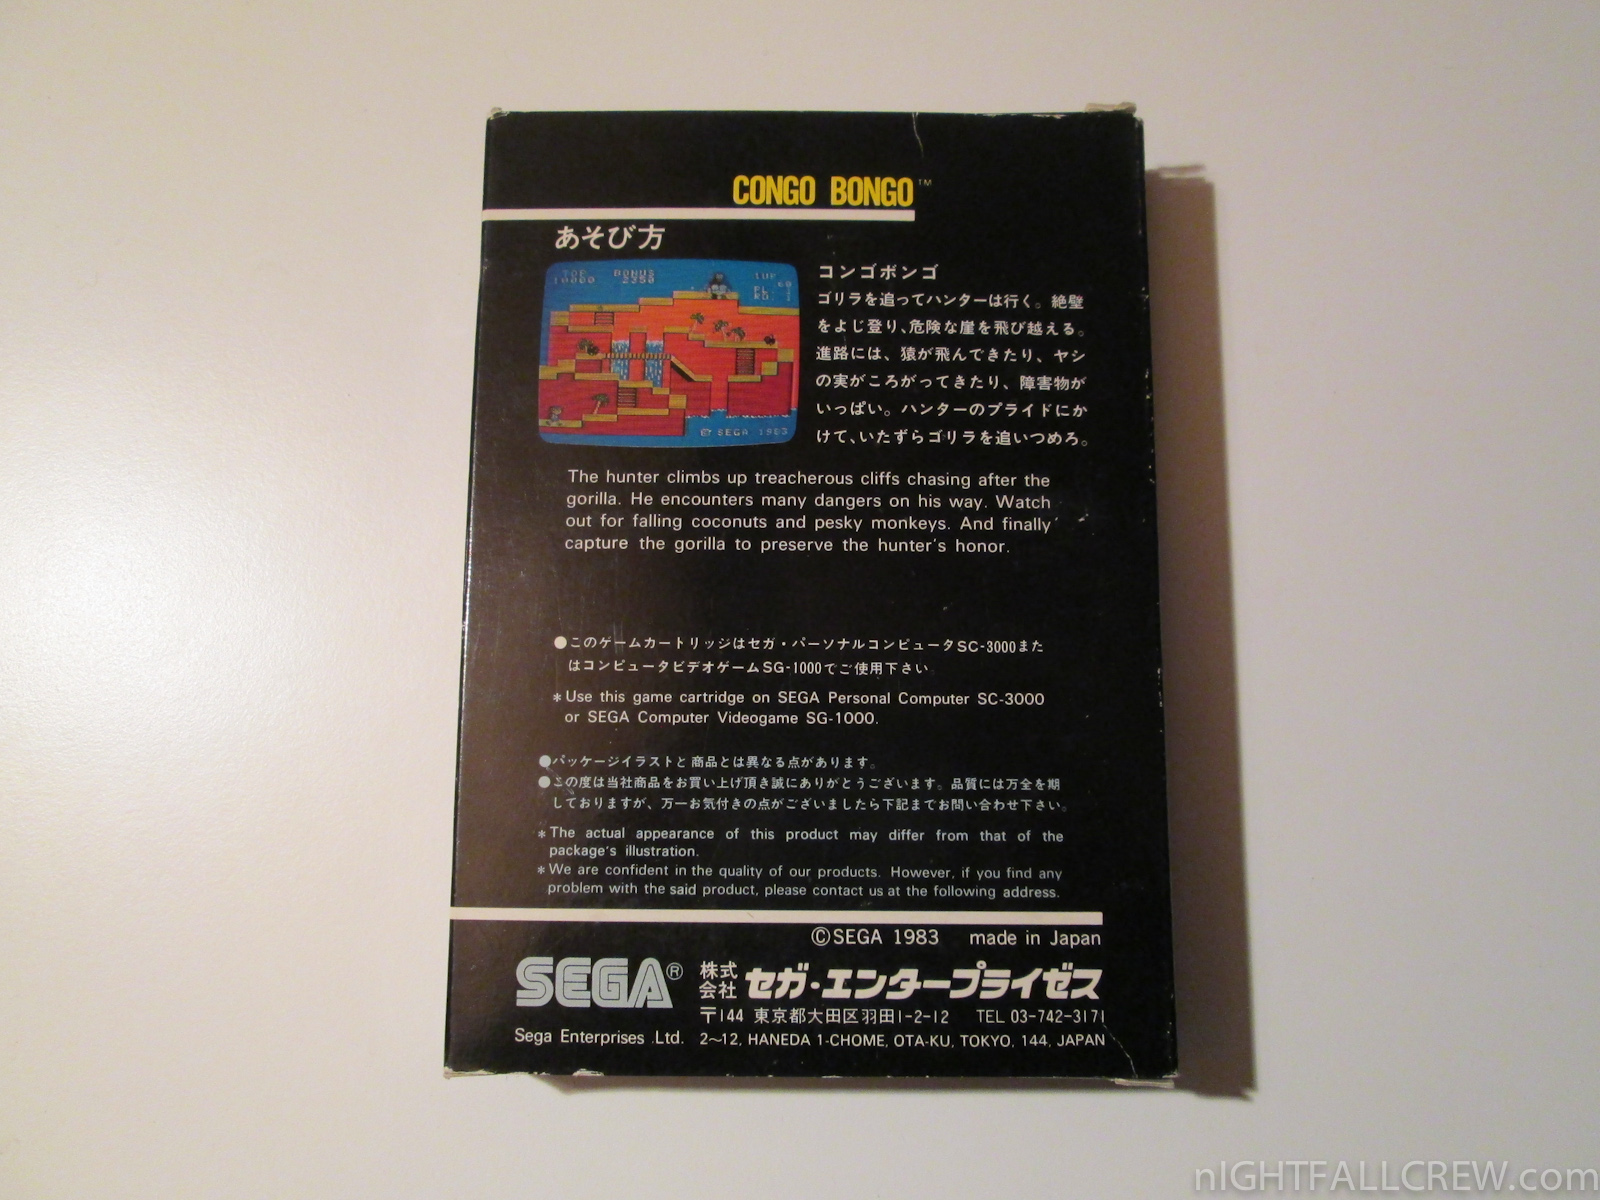 CONGO BONGO™
あそび方
TOP BONUS 1UP
10000 2350 60
コンゴボンゴ
ゴリラを追ってハンターは行く。絶壁
をよじ登り、危険な崖を飛び越える。
進路には、猿が飛んできたり、ヤシ
の実がころがってきたり、障害物が
いっぱい。ハンターのプライドにか
けて、いたずらゴリラを追いつめろ。
© SEGA 1983
The hunter climbs up treacherous cliffs chasing after the
gorilla. He encounters many dangers on his way. Watch
out for falling coconuts and pesky monkeys. And finally
capture the gorilla to preserve the hunter's honor.
●このゲームカートリッジはセガ・パーソナルコンピュータSC-3000また
はコンピュータビデオゲームSG-1000でご使用下さい
*Use this game cartridge on SEGA Personal Computer SC-3000
or SEGA Computer Videogame SG-1000.
●パッケージイラストと商品とは異なる点があります。
●この度は当社商品をお買い上げ頂き誠にありがとうございます。品質には万全を期
しておりますが、万一お気付きの点がございましたら下記までお問い合わせ下さい。
*The actual appearance of this product may differ from that of the
package's illustration.
*We are confident in the quality of our products. However, if you find any
problem with the said product, please contact us at the following address.
©SEGA 1983 made in Japan
SEGA® 株式会社 セガ・エンタープライゼス
〒144 東京都大田区羽田1-2-12 TEL 03-742-3171
Sega Enterprises Ltd. 2~12, HANEDA 1-CHOME, OTA-KU, TOKYO, 144, JAPAN
nIGHTFALLCREW.com